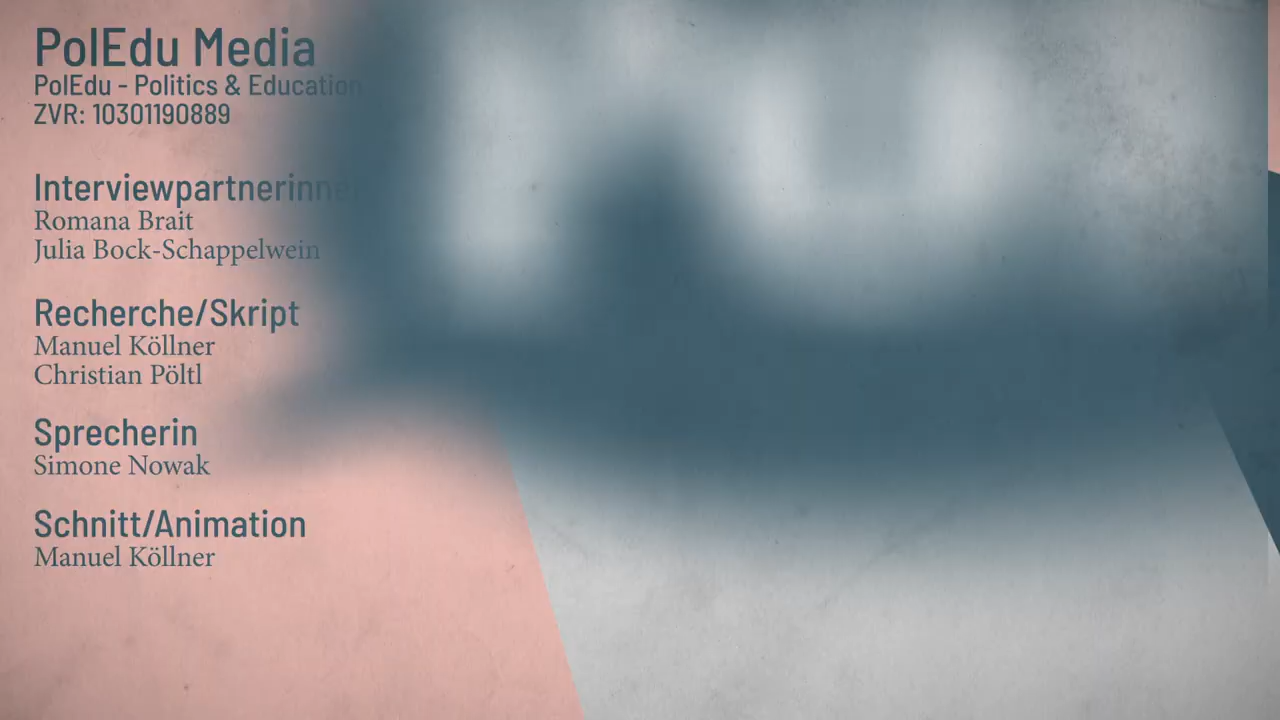 PolEdu Media
PolEdu - Politics & Education
ZVR: 10301190889
Interviewpartnerinnen
Romana Brait
Julia Bock-Schappelwein
Recherche/Skript
Manuel Köllner
Christian Pöltl
Sprecherin
Simone Nowak
Schnitt/Animation
Manuel Köllner